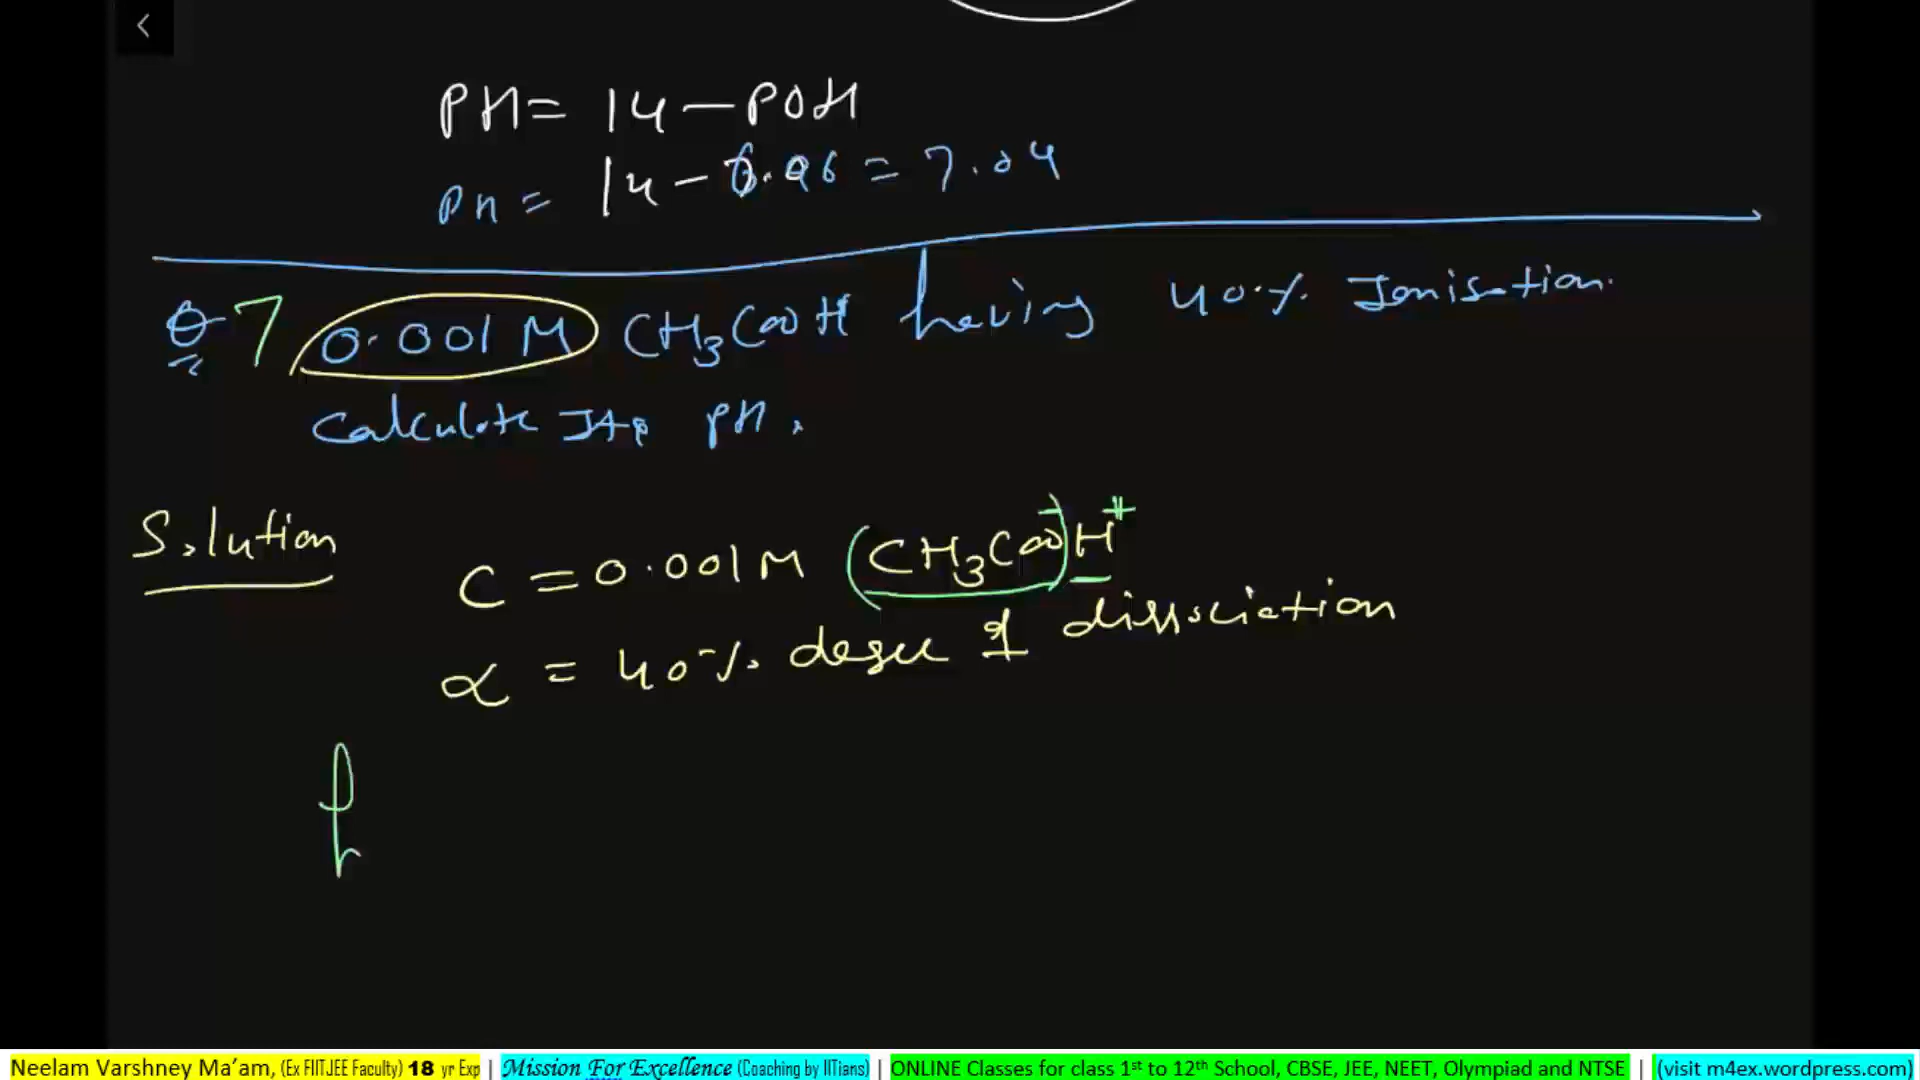 PH = 14 - POH
PH = 14 - 6.96 = 7.04
Q 7 0.001 M CH3COOH having 40% Ionisation.
Calculate Its PH.
Solution
C = 0.001 M (CH3COO⁻)H⁺
α = 40% degree of dissociation
Neelam Varshney Ma'am, (Ex FIITJEE Faculty) 18 yr Exp | Mission For Excellence (Coaching by IITians) | ONLINE Classes for class 1st to 12th School, CBSE, JEE, NEET, Olympiad and NTSE | (visit m4ex.wordpress.com)